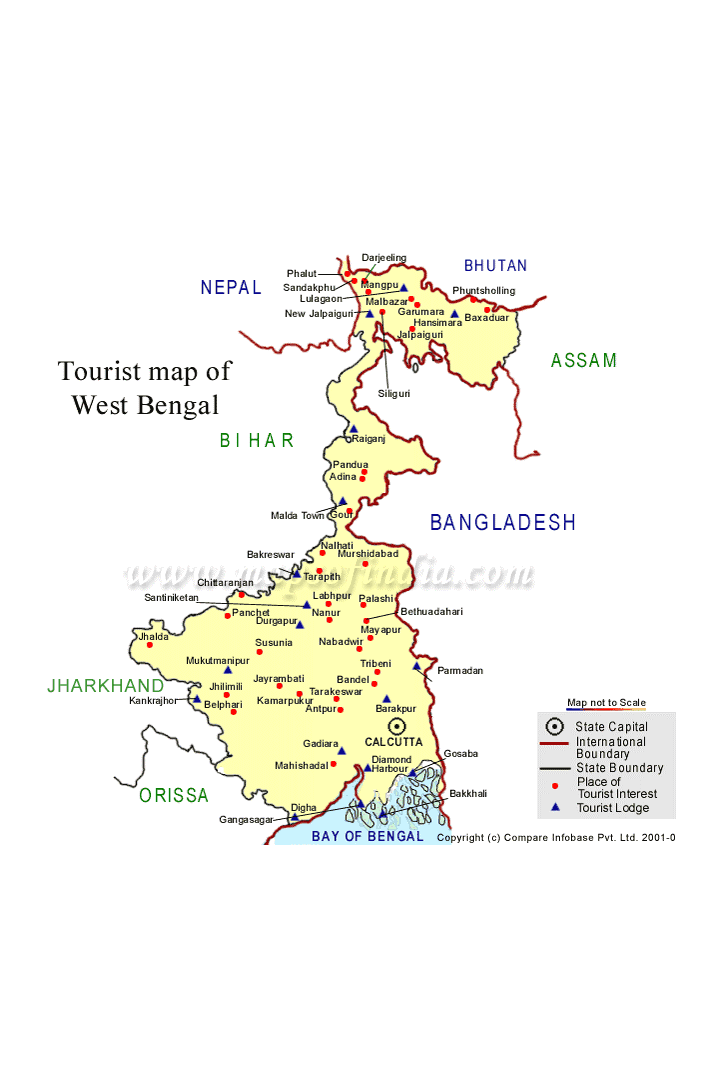 Darjeeling
BHUTAN
Phalut
NEPAL
Sandakphu
Mangpu
Phuntsholling
Lulagaon
Malbazar
New Jalpaiguri
Garumara
Hansimara
Baxaduar
Jalpaiguri
ASSAM
Tourist map of
West Bengal
Siliguri
BIHAR
Raiganj
Pandua
Adina
Malda Town
Gour
BANGLADESH
Nalhati
Bakreswar
Murshidabad
www.mapsofindia.com
Tarapith
Chittaranjan
Santiniketan
Labhpur
Palashi
Panchet
Nanur
Bethuadahari
Durgapur
Mayapur
Jhalda
Susunia
Nabadwir
Mukutmanipur
Tribeni
Parmadan
JHARKHAND
Jhilimili
Jayrambati
Bandel
Kankrajhor
Tarakeswar
Belphari
Kamarpukur
Antpur
Barakpur
Map not to Scale
State Capital
CALCUTTA
International
Boundary
Gadiara
Gosaba
Mahishadal
Diamond
Harbour
State Boundary
Place of
Tourist Interest
ORISSA
Bakkhali
Digha
Tourist Lodge
Gangasagar
BAY OF BENGAL
Copyright (c) Compare Infobase Pvt. Ltd. 2001-0